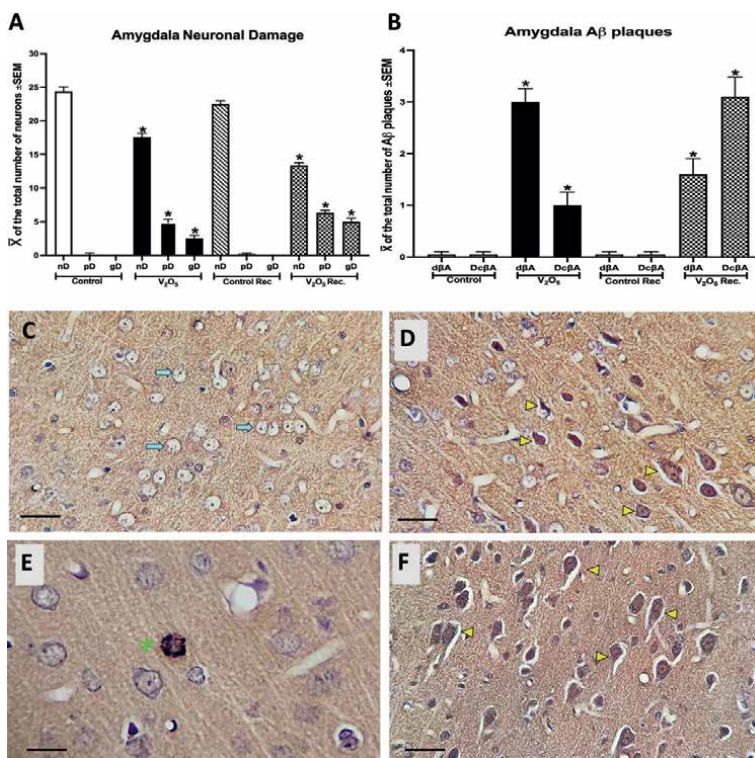 A
Amygdala Neuronal Damage
X̅ of the total number of neurons ±SEM
25
20
15
10
5
0
*
*
*
*
*
*
nD pD gD nD pD gD nD pD gD nD pD gD
Control V₂O₅ Control Rec V₂O₅ Rec.
B
Amygdala Aβ plaques
X̅ of the total number of Aβ plaques ±SEM
4
3
2
1
0
*
*
*
*
dβA DcβA dβA DcβA dβA DcβA dβA DcβA
Control V₂O₅ Control Rec V₂O₅ Rec.
C
D
E
*
F